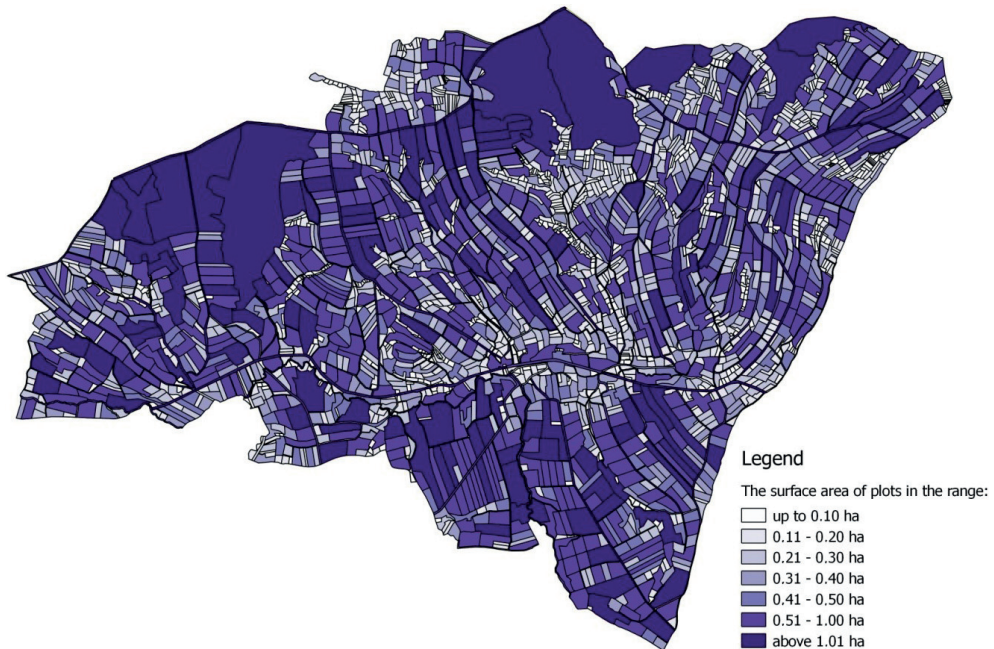 Legend
The surface area of plots in the range:
up to 0.10 ha
0.11 - 0.20 ha
0.21 - 0.30 ha
0.31 - 0.40 ha
0.41 - 0.50 ha
0.51 - 1.00 ha
above 1.01 ha